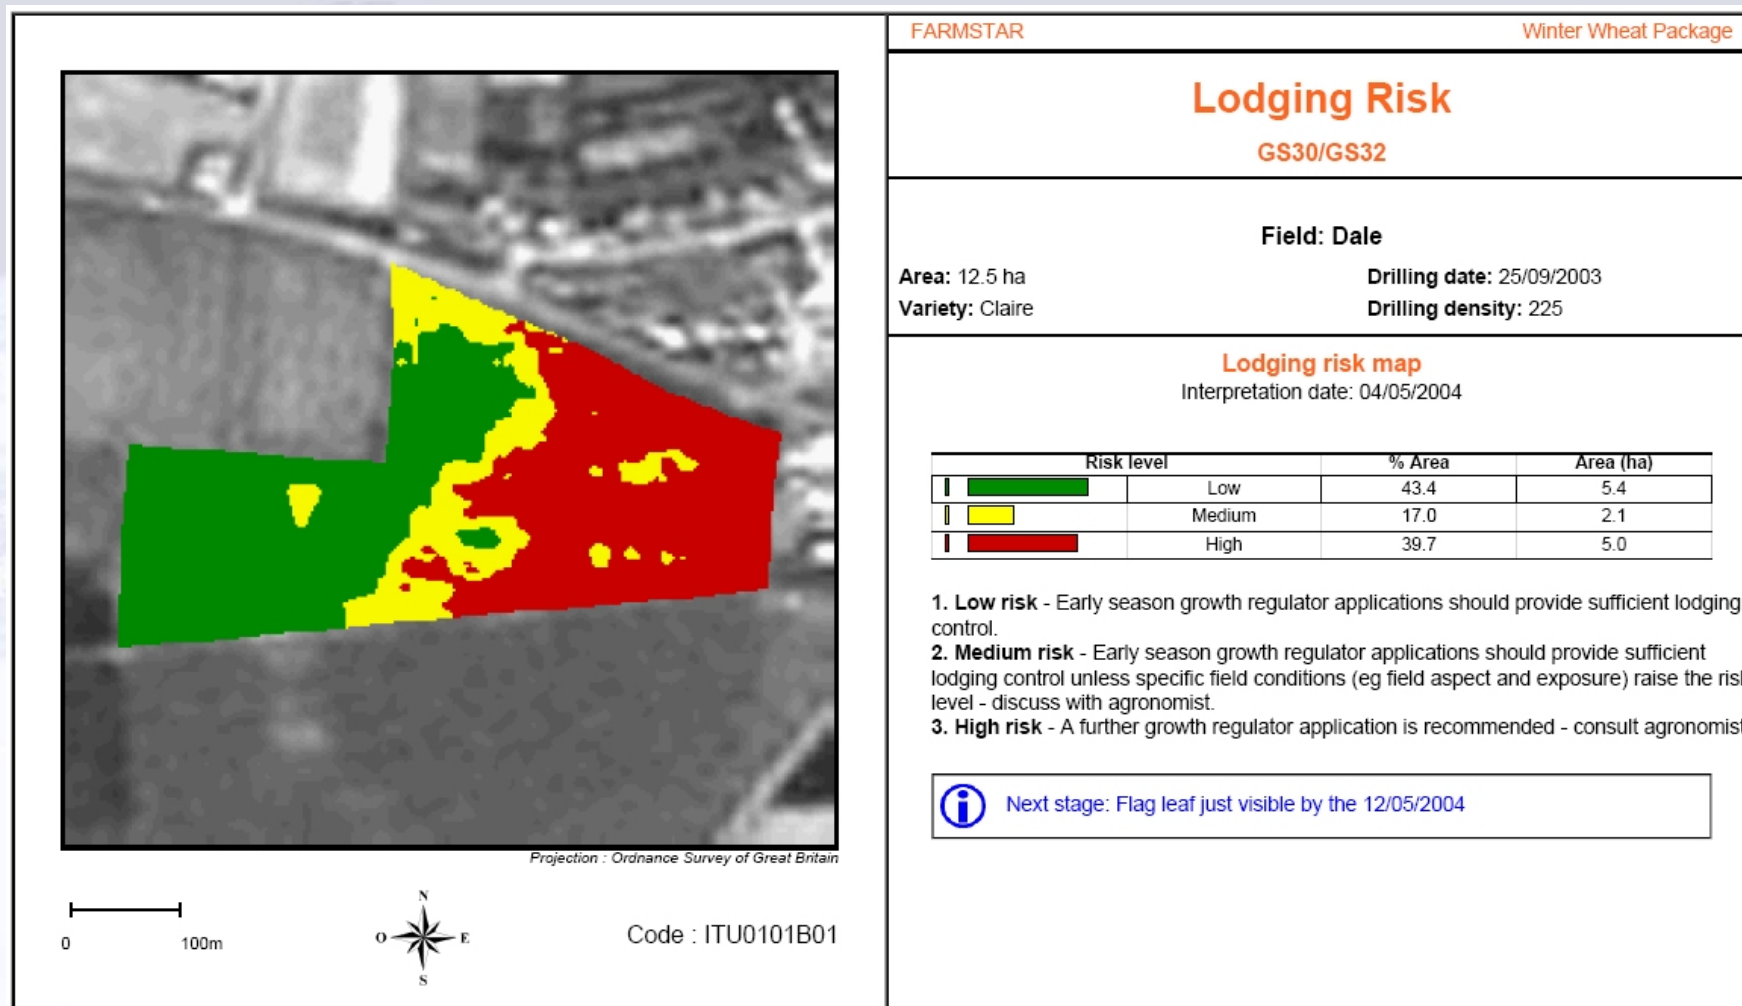 FARMSTAR Winter Wheat Package
Lodging Risk
GS30/GS32
Field: Dale
Area: 12.5 ha Drilling date: 25/09/2003
Variety: Claire Drilling density: 225
Lodging risk map
Interpretation date: 04/05/2004
Risk level % Area Area (ha)
Low 43.4 5.4
Medium 17.0 2.1
High 39.7 5.0
1. Low risk - Early season growth regulator applications should provide sufficient lodging
control.
2. Medium risk - Early season growth regulator applications should provide sufficient
lodging control unless specific field conditions (eg field aspect and exposure) raise the risk
level - discuss with agronomist.
3. High risk - A further growth regulator application is recommended - consult agronomist
Next stage: Flag leaf just visible by the 12/05/2004
Projection : Ordnance Survey of Great Britain
0 100m
N
O E
S
Code : ITU0101B01